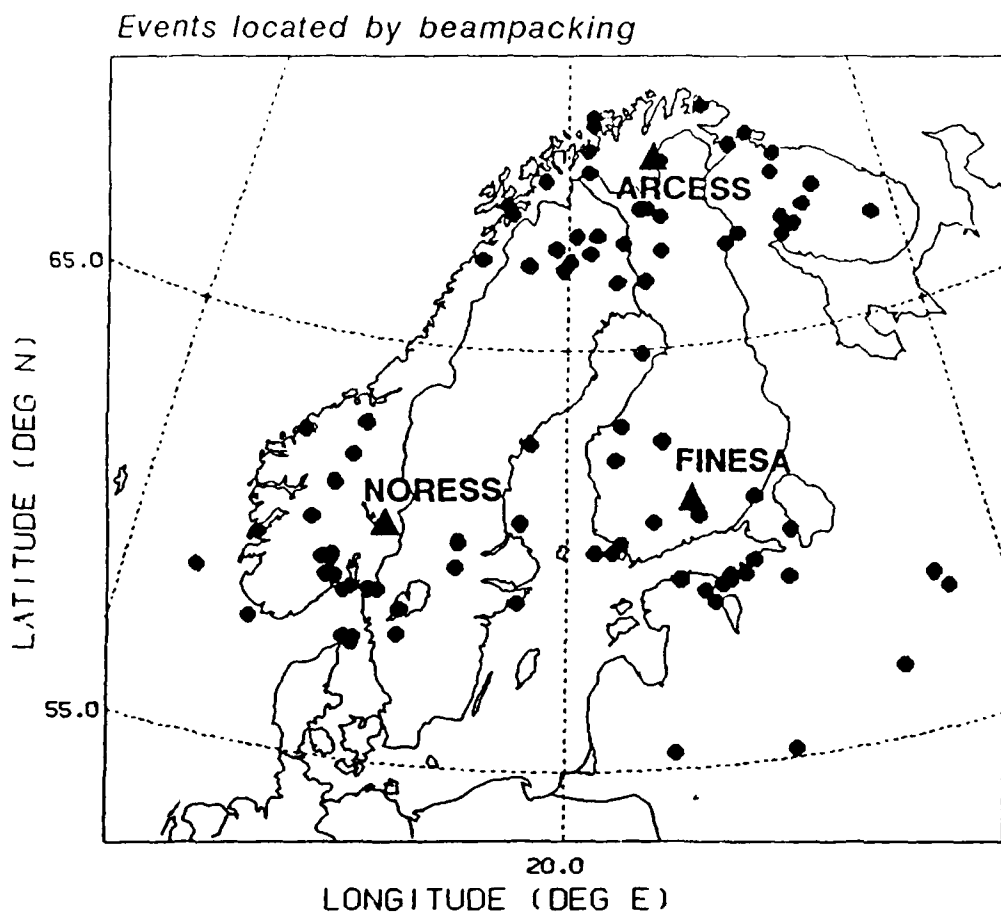 Events located by beampacking
ARCESS
65.0
FINESA
NORESS
LATITUDE (DEG N)
55.0
20.0
LONGITUDE (DEG E)